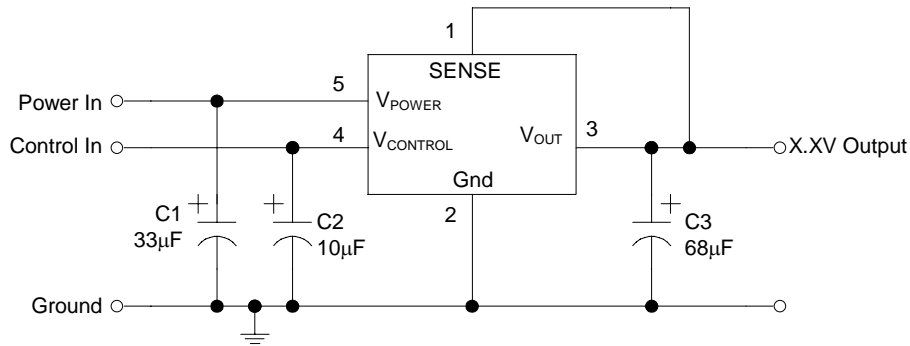 1
SENSE
5
Power In
VPOWER
4
Control In
VCONTROL
VOUT
3
X.XV Output
Gnd
2
+
C1
33μF
+
C2
10μF
+
C3
68μF
Ground